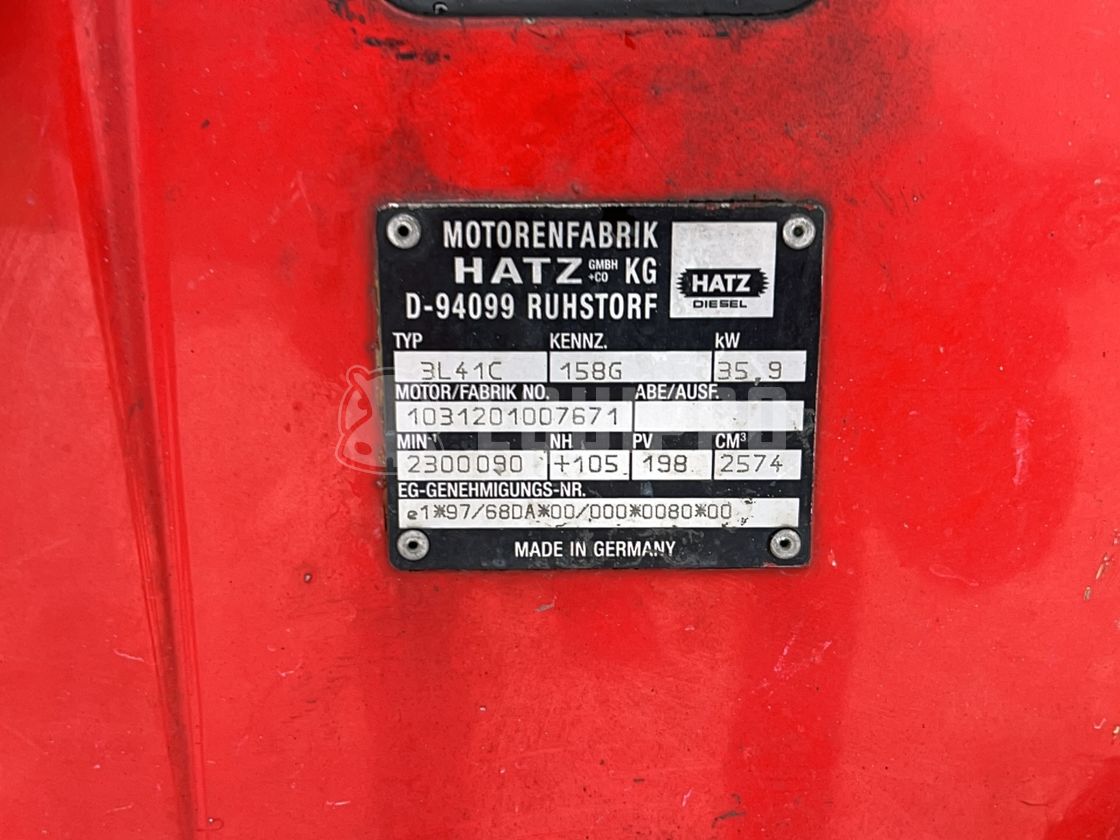 MOTORENFABRIK
HATZ GMBH +CO KG
D-94099 RUHSTORF
HATZ
DIESEL
TYP KENNZ. kW
3L41C 158G 35.9
MOTOR/FABRIK NO. ABE/AUSF.
1031201007671
MIN-1 NH PV CM³
2300090 +105 198 2574
EG-GENEHMIGUNGS-NR.
e1*97/68DA*00/000*0080*00
MADE IN GERMANY